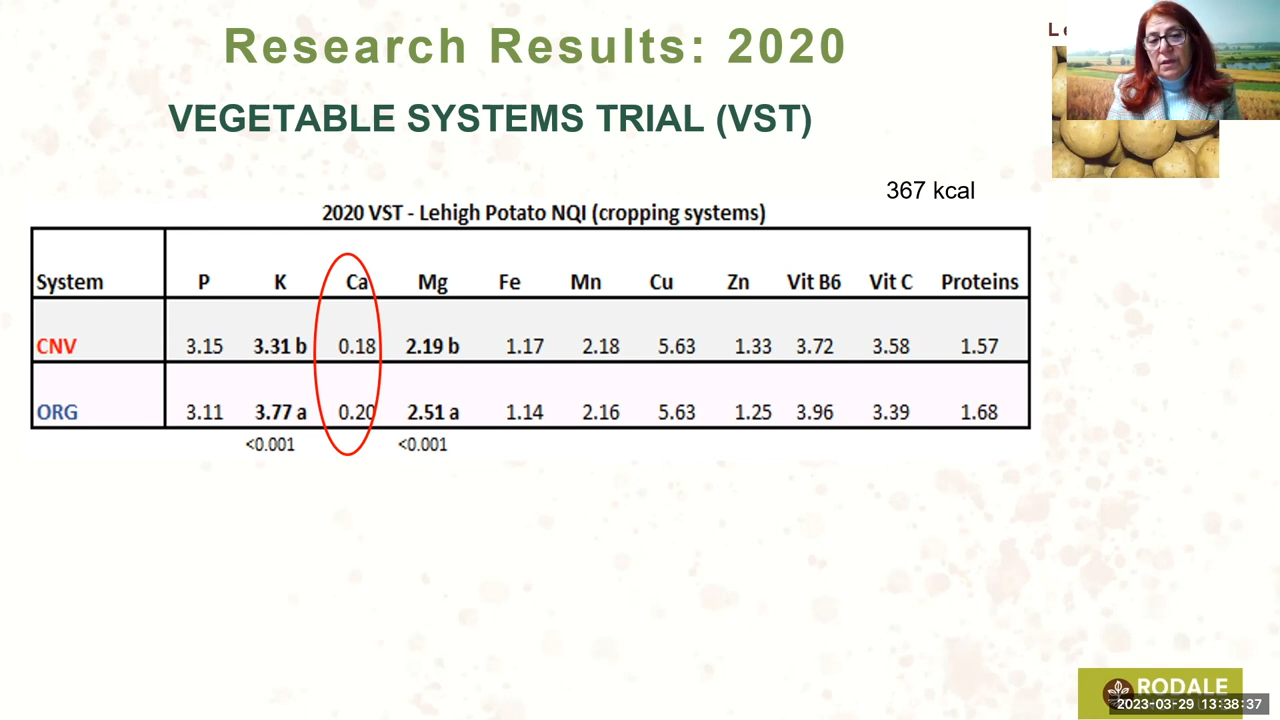 Research Results: 2020
VEGETABLE SYSTEMS TRIAL (VST)
367 kcal
2020 VST - Lehigh Potato NQI (cropping systems)
System P K Ca Mg Fe Mn Cu Zn Vit B6 Vit C Proteins
CNV 3.15 3.31 b 0.18 2.19 b 1.17 2.18 5.63 1.33 3.72 3.58 1.57
ORG 3.11 3.77 a 0.20 2.51 a 1.14 2.16 5.63 1.25 3.96 3.39 1.68
<0.001 <0.001
RODALE
2023-03-29 13:38:37